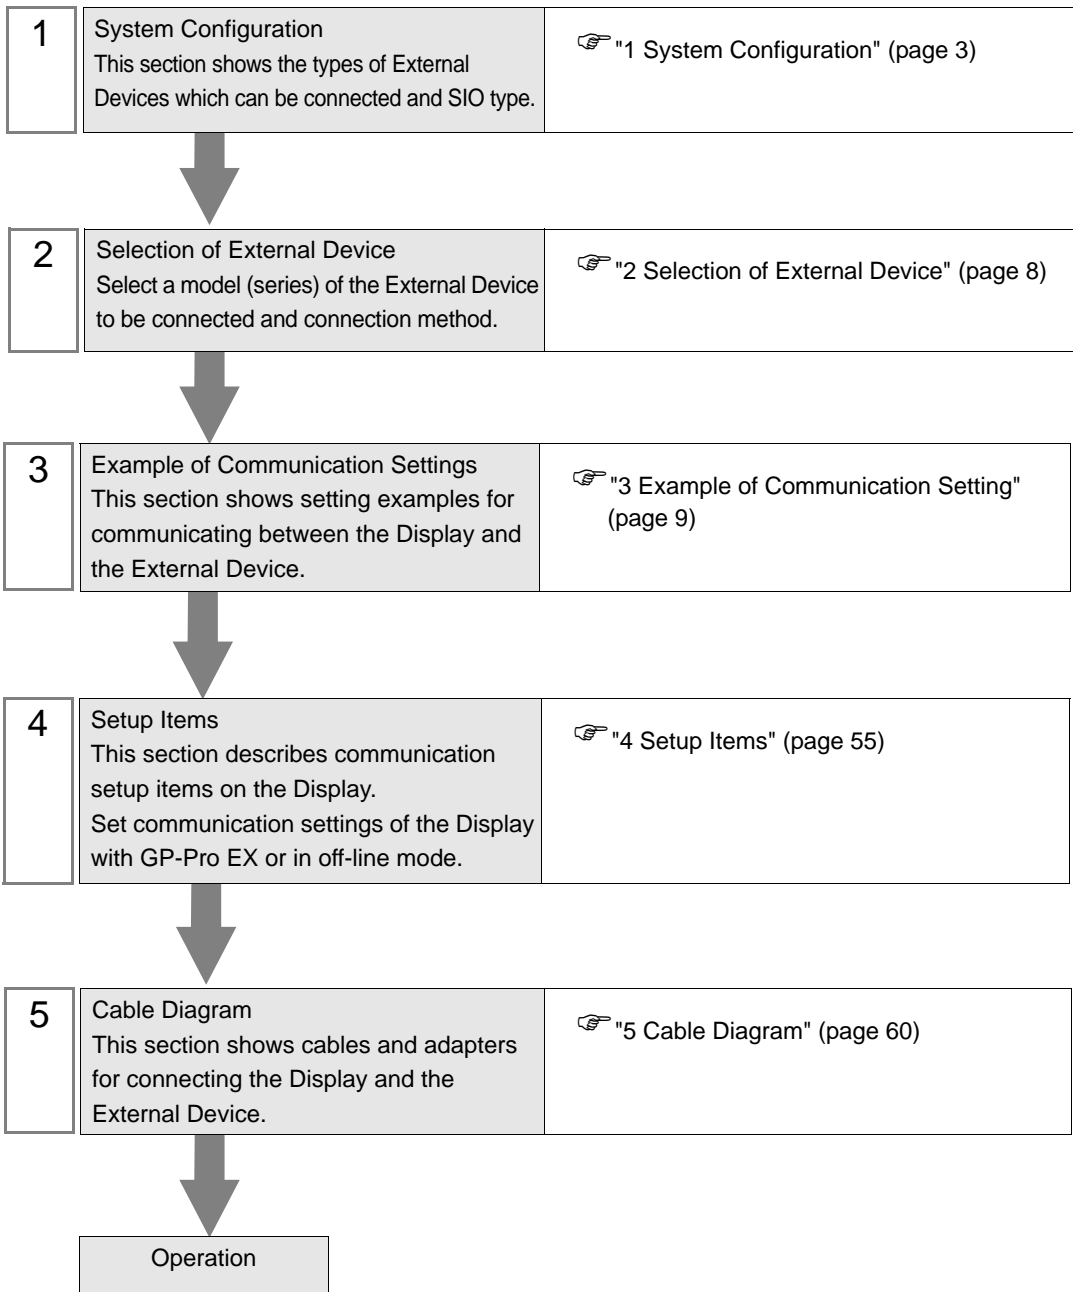 1
System Configuration
This section shows the types of External
Devices which can be connected and SIO type.
"1 System Configuration" (page 3)
2
Selection of External Device
Select a model (series) of the External Device
to be connected and connection method.
"2 Selection of External Device" (page 8)
3
Example of Communication Settings
This section shows setting examples for
communicating between the Display and
the External Device.
"3 Example of Communication Setting"
(page 9)
4
Setup Items
This section describes communication
setup items on the Display.
Set communication settings of the Display
with GP-Pro EX or in off-line mode.
"4 Setup Items" (page 55)
5
Cable Diagram
This section shows cables and adapters
for connecting the Display and the
External Device.
"5 Cable Diagram" (page 60)
Operation